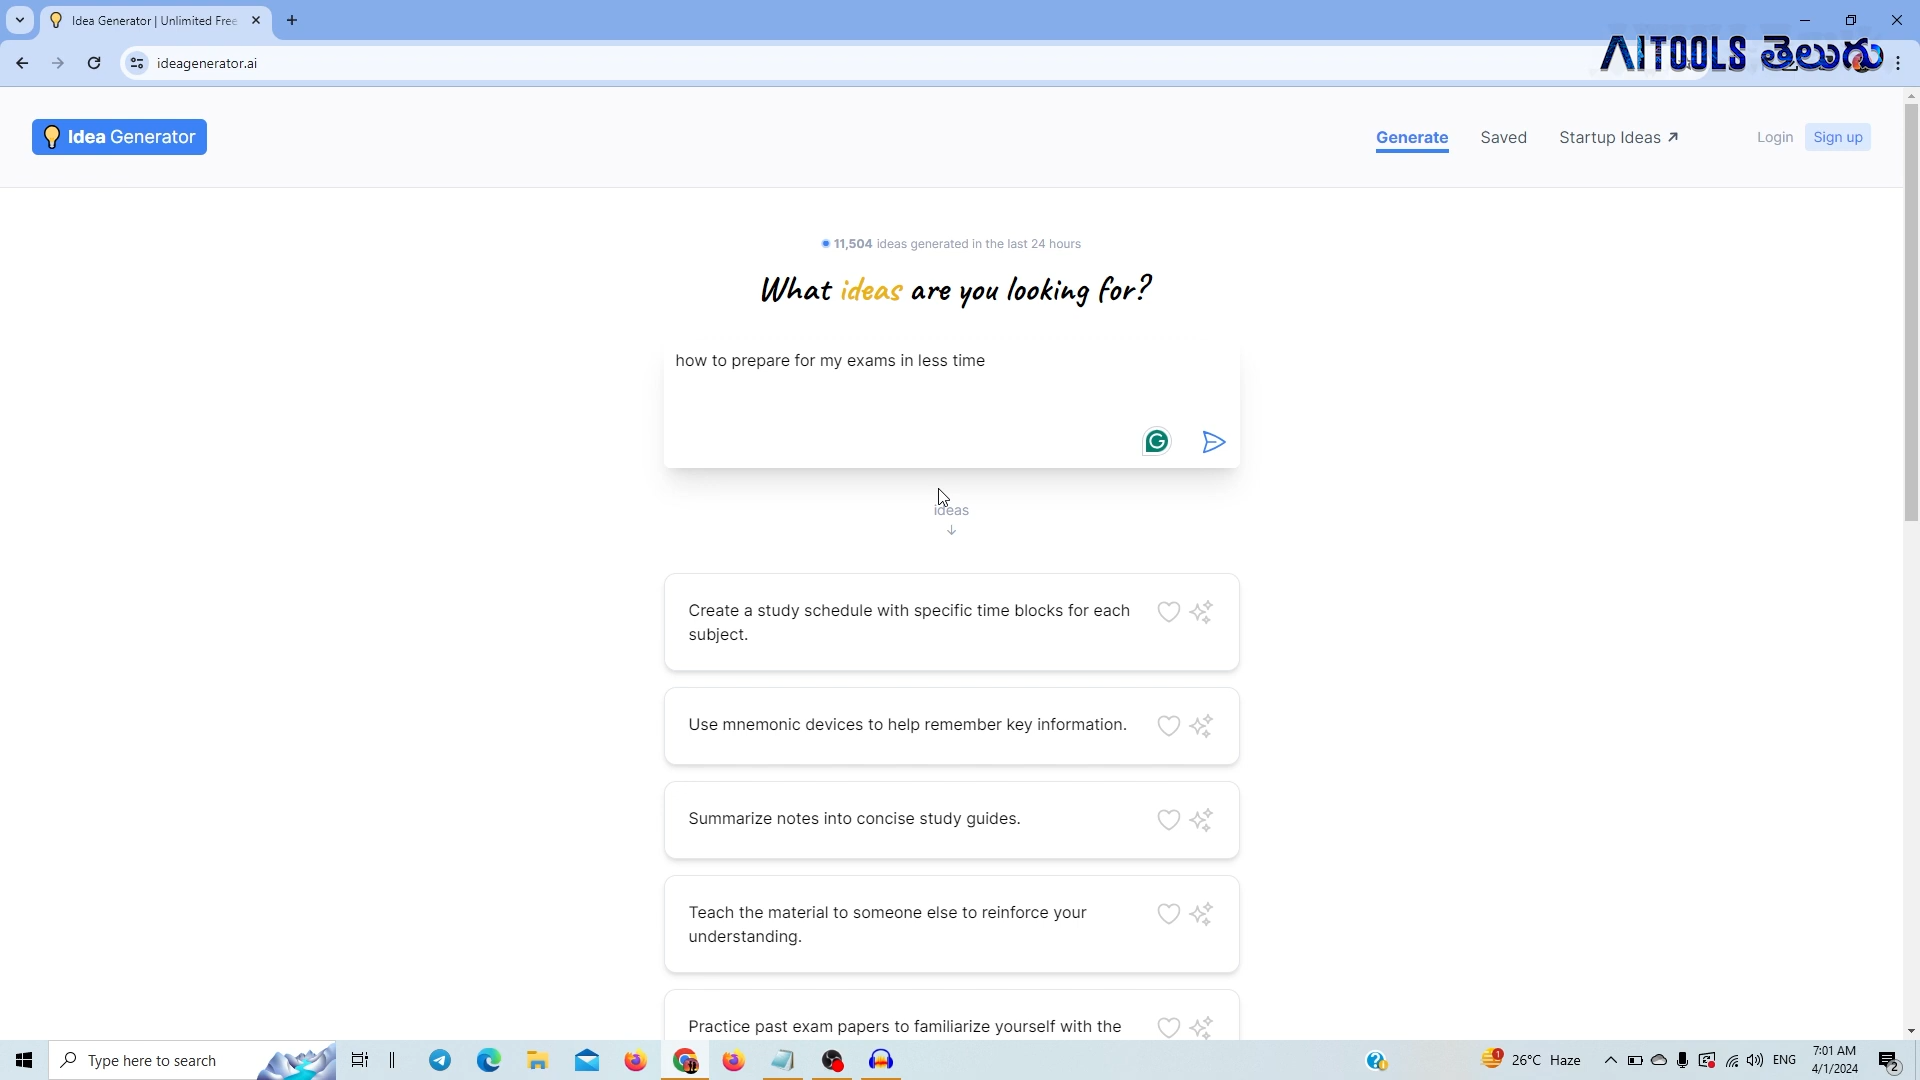 Idea Generator | Unlimited Free
ideagenerator.ai
AITOOLS తెలుగు
Idea Generator
Generate
Saved
Startup Ideas
Login
Sign up
11,504 ideas generated in the last 24 hours
What ideas are you looking for?
how to prepare for my exams in less time
ideas
Create a study schedule with specific time blocks for each
subject.
Use mnemonic devices to help remember key information.
Summarize notes into concise study guides.
Teach the material to someone else to reinforce your
understanding.
Practice past exam papers to familiarize yourself with the
Type here to search
26°C Haze
ENG
7:01 AM
4/1/2024